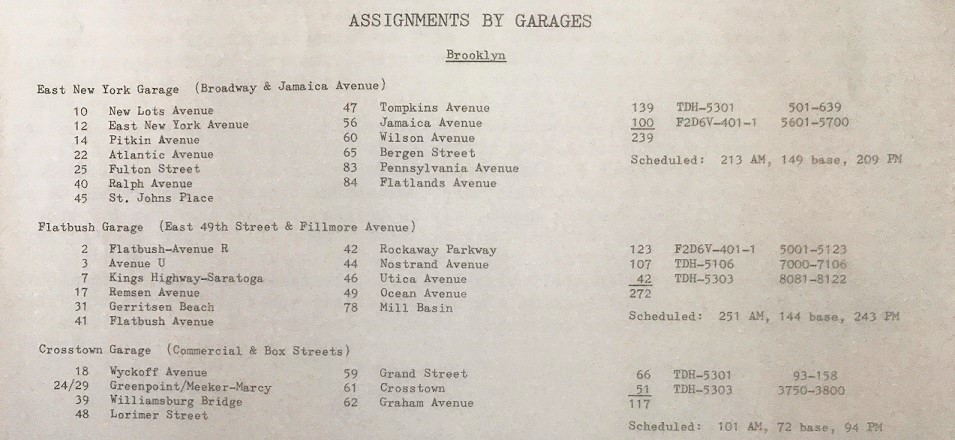 ASSIGNMENTS BY GARAGES
Brooklyn
East New York Garage (Broadway & Jamaica Avenue)
10 New Lots Avenue 47 Tompkins Avenue 139 TDH-5301 501-639
12 East New York Avenue 56 Jamaica Avenue 100 F2D6V-401-1 5601-5700
14 Pitkin Avenue 60 Wilson Avenue 239
22 Atlantic Avenue 65 Bergen Street Scheduled: 213 AM, 149 base, 209 PM
25 Fulton Street 83 Pennsylvania Avenue
40 Ralph Avenue 84 Flatlands Avenue
45 St. Johns Place
Flatbush Garage (East 49th Street & Fillmore Avenue)
2 Flatbush-Avenue R 42 Rockaway Parkway 123 F2D6V-401-1 5001-5123
3 Avenue U 44 Nostrand Avenue 107 TDH-5106 7000-7106
7 Kings Highway-Saratoga 46 Utica Avenue 42 TDH-5303 8081-8122
17 Remsen Avenue 49 Ocean Avenue 272
31 Gerritsen Beach 78 Mill Basin Scheduled: 251 AM, 144 base, 243 PM
41 Flatbush Avenue
Crosstown Garage (Commercial & Box Streets)
18 Wyckoff Avenue 59 Grand Street 66 TDH-5301 93-158
24/29 Greenpoint/Meeker-Marcy 61 Crosstown 51 TDH-5303 3750-3800
39 Williamsburg Bridge 62 Graham Avenue 117
48 Lorimer Street Scheduled: 101 AM, 72 base, 94 PM